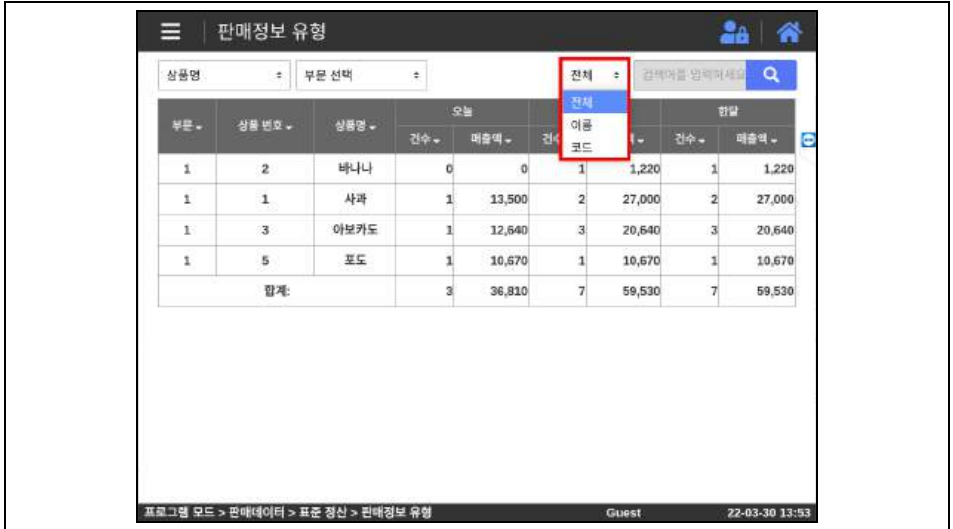 판매정보 유형
상품명 부문 선택 전체 검색어를 입력하세요
전체
이름
코드
부문 상품 번호 상품명 오늘 한달
건수 매출액 건수 매출액
1 2 바나나 0 0 1 1,220 1 1,220
1 1 사과 1 13,500 2 27,000 2 27,000
1 3 아보카도 1 12,640 3 20,640 3 20,640
1 5 포도 1 10,670 1 10,670 1 10,670
합계: 3 36,810 7 59,530 7 59,530
프로그램 모드 > 판매데이터 > 표준 정산 > 판매정보 유형 Guest 22-03-30 13:53